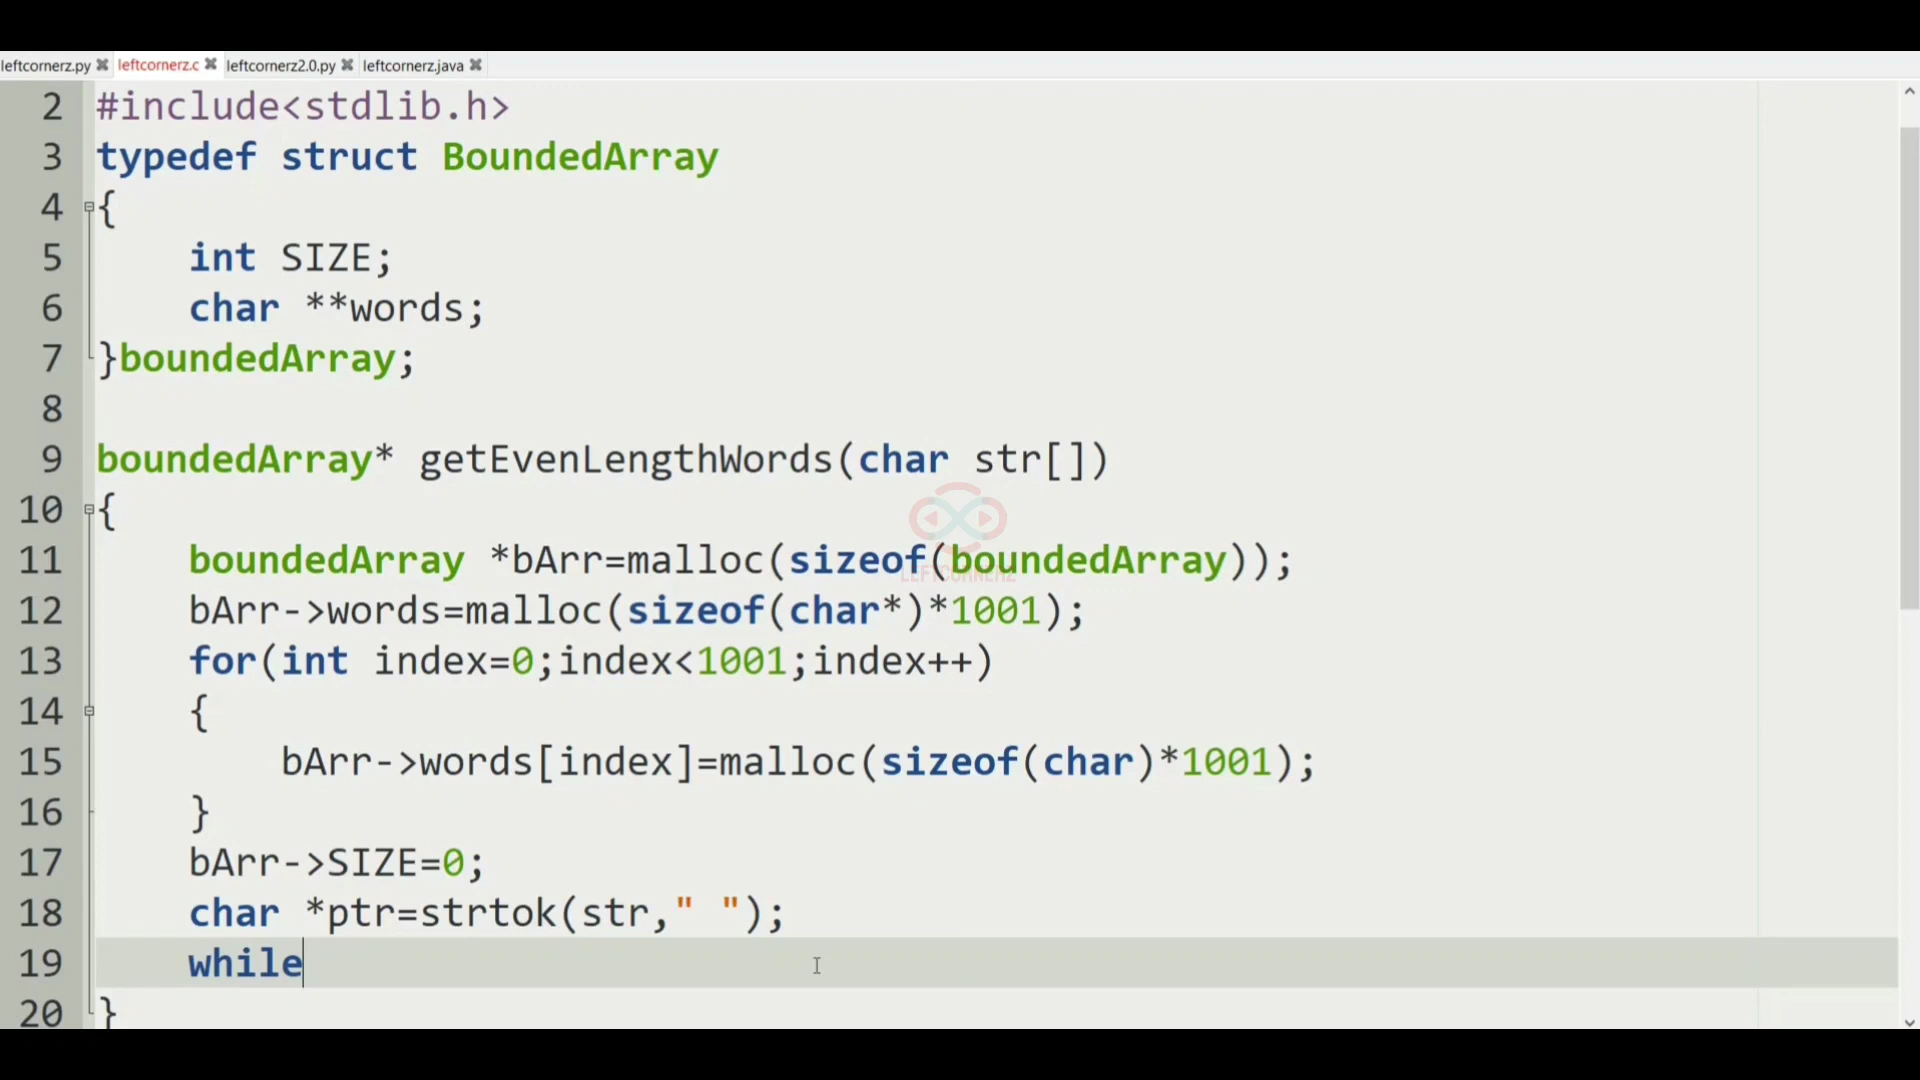 leftcornerz.py leftcornerz.c leftcornerz2.0.py leftcornerz.java
2 #include<stdlib.h>
3 typedef struct BoundedArray
4 {
5 int SIZE;
6 char **words;
7 }boundedArray;
8
9 boundedArray* getEvenLengthWords(char str[])
10 {
11 boundedArray *bArr=malloc(sizeof(boundedArray));
12 bArr->words=malloc(sizeof(char*)*1001);
13 for(int index=0;index<1001;index++)
14 {
15 bArr->words[index]=malloc(sizeof(char)*1001);
16 }
17 bArr->SIZE=0;
18 char *ptr=strtok(str," ");
19 while
20 }
LEFTCORNERZ